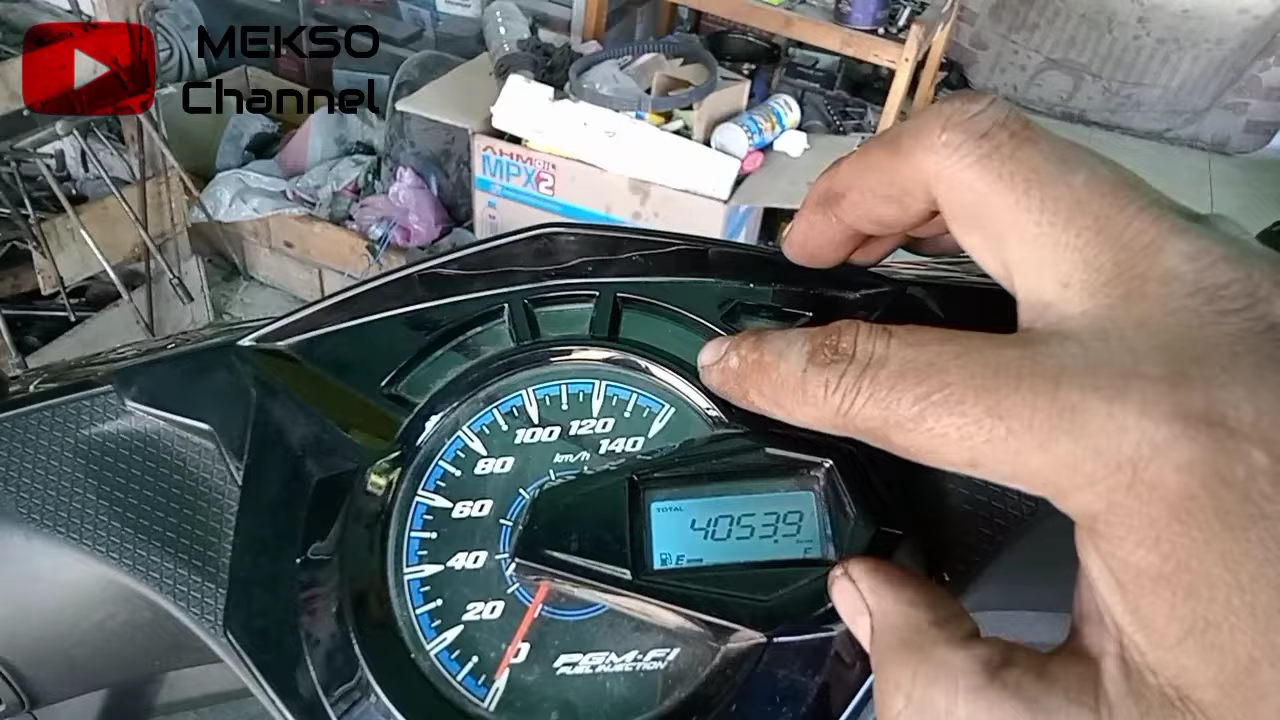 MEKSO
Channel
AHM OIL
MPX2
100 120
80
140
km/h
60
TOTAL
40539
40
E
F
20
0
PGM-FI
FUEL INJECTION